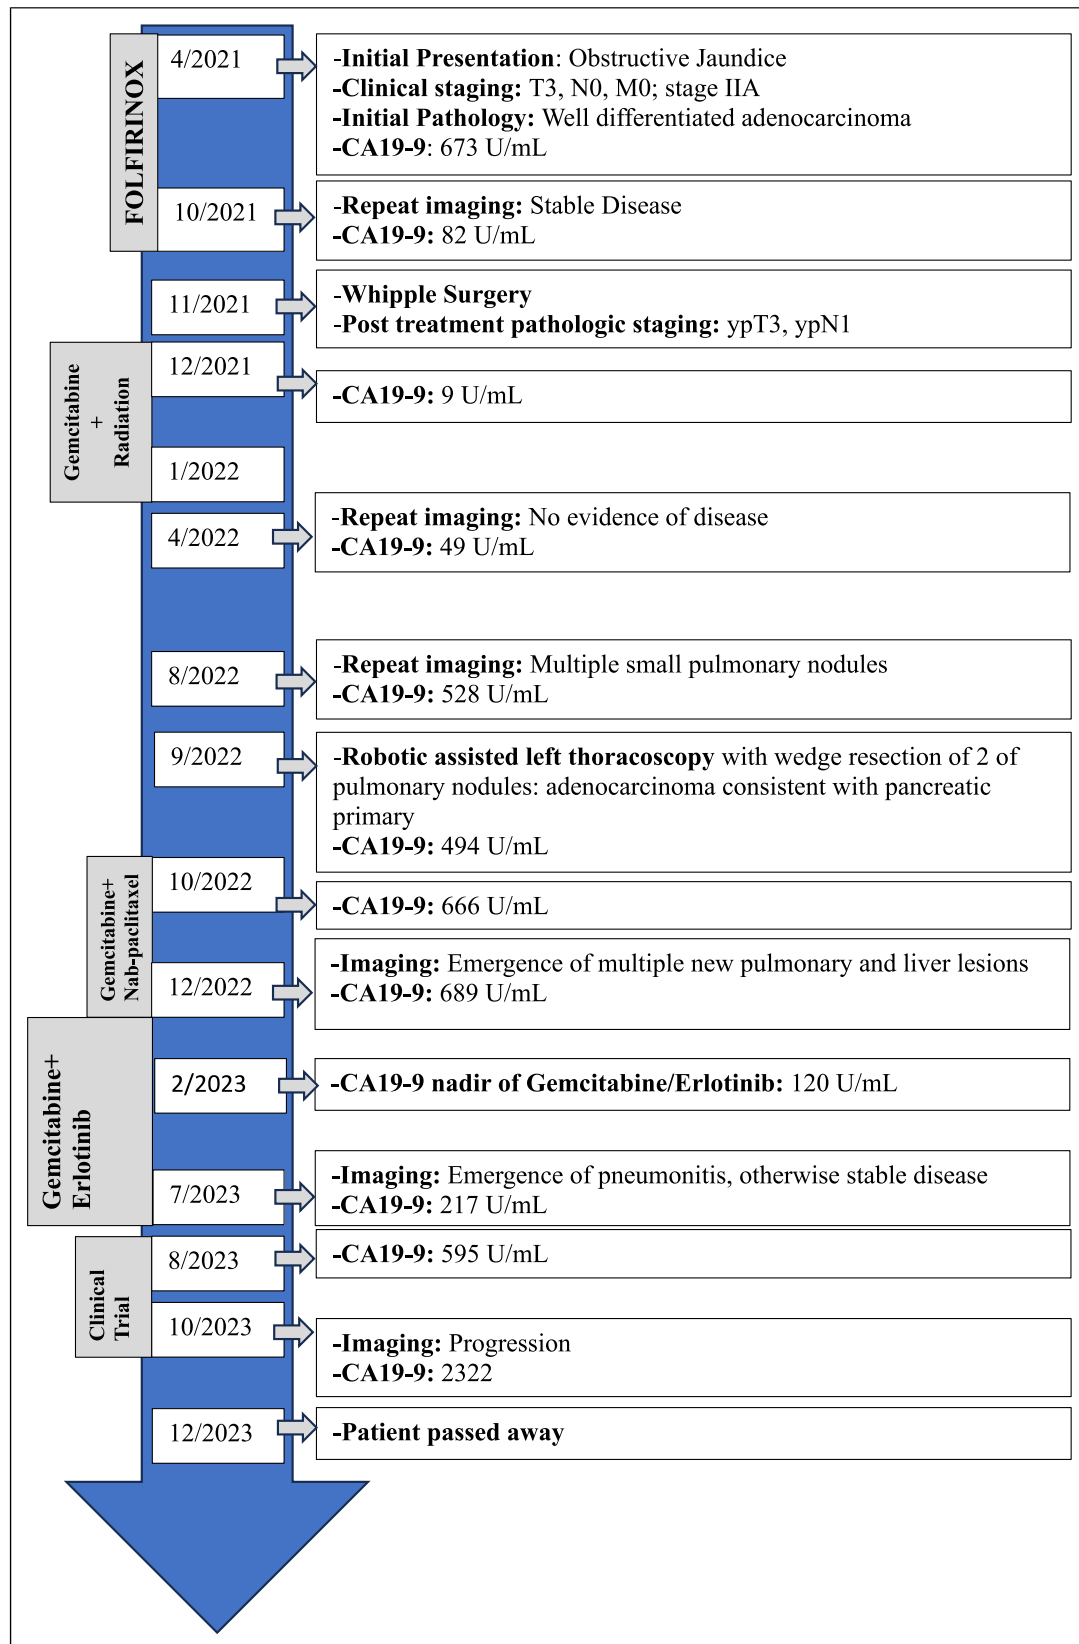 FOLFIRINOX
4/2021
-Initial Presentation: Obstructive Jaundice
-Clinical staging: T3, N0, M0; stage IIA
-Initial Pathology: Well differentiated adenocarcinoma
-CA19-9: 673 U/mL
10/2021
-Repeat imaging: Stable Disease
-CA19-9: 82 U/mL
11/2021
-Whipple Surgery
-Post treatment pathologic staging: ypT3, ypN1
Gemcitabine
+
Radiation
12/2021
-CA19-9: 9 U/mL
1/2022
4/2022
-Repeat imaging: No evidence of disease
-CA19-9: 49 U/mL
8/2022
-Repeat imaging: Multiple small pulmonary nodules
-CA19-9: 528 U/mL
9/2022
-Robotic assisted left thoracoscopy with wedge resection of 2 of
pulmonary nodules: adenocarcinoma consistent with pancreatic
primary
-CA19-9: 494 U/mL
Gemcitabine+
Nab-paclitaxel
10/2022
-CA19-9: 666 U/mL
12/2022
-Imaging: Emergence of multiple new pulmonary and liver lesions
-CA19-9: 689 U/mL
Gemcitabine+
Erlotinib
2/2023
-CA19-9 nadir of Gemcitabine/Erlotinib: 120 U/mL
7/2023
-Imaging: Emergence of pneumonitis, otherwise stable disease
-CA19-9: 217 U/mL
Clinical
Trial
8/2023
-CA19-9: 595 U/mL
10/2023
-Imaging: Progression
-CA19-9: 2322
12/2023
-Patient passed away